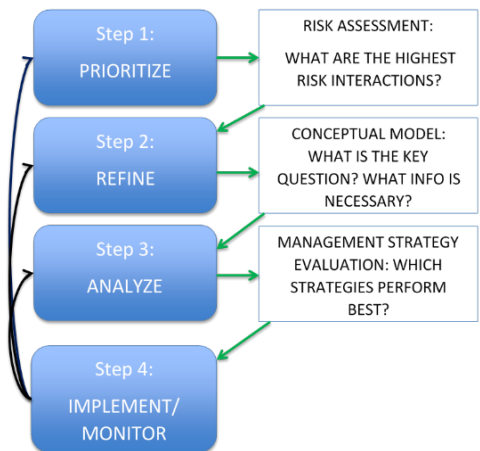 Step 1:
PRIORITIZE
RISK ASSESSMENT:
WHAT ARE THE HIGHEST
RISK INTERACTIONS?
Step 2:
REFINE
CONCEPTUAL MODEL:
WHAT IS THE KEY
QUESTION? WHAT INFO IS
NECESSARY?
Step 3:
ANALYZE
MANAGEMENT STRATEGY
EVALUATION: WHICH
STRATEGIES PERFORM
BEST?
Step 4:
IMPLEMENT/
MONITOR